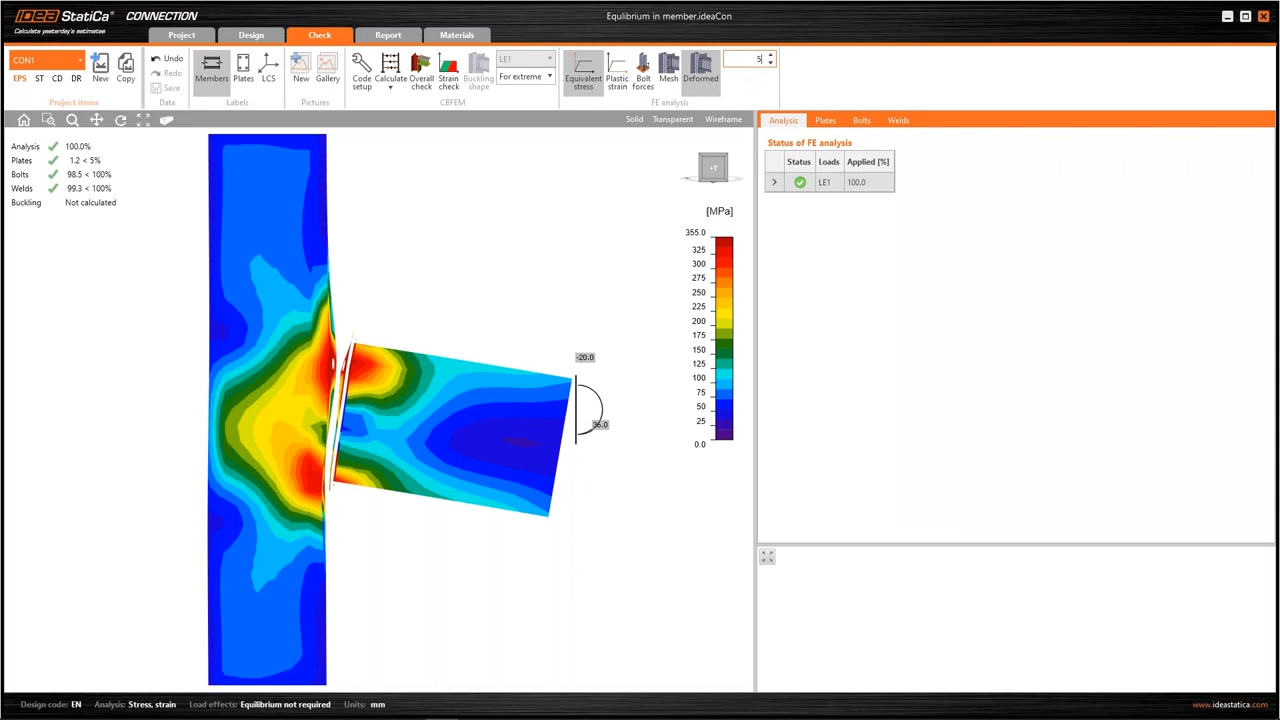 IDEA StatiCa® CONNECTION
Calculate yesterday's estimates
Equilibrium in member.ideaCon
Project Design Check Report Materials
CON1
EPS ST CD DR
New Copy
Project items
Undo
Redo
Save
Data
Members Plates LCS
Labels
New Gallery
Pictures
Code setup Calculate Overall check Strain check Buckling shape
LE1
For extreme
CBFEM
Equivalent stress Plastic strain Bolt forces Mesh Deformed
5
FE analysis
Solid Transparent Wireframe
Analysis 100.0%
Plates 1.2 < 5%
Bolts 98.5 < 100%
Welds 99.3 < 100%
Buckling Not calculated
+Y
[MPa]
355.0
325
300
275
250
225
200
175
150
125
100
75
50
25
0.0
-20.0
36.0
Analysis Plates Bolts Welds
Status of FE analysis
Status Loads Applied [%]
> LE1 100.0
Design code: EN Analysis: Stress, strain Load effects: Equilibrium not required Units: mm
www.ideastatica.com